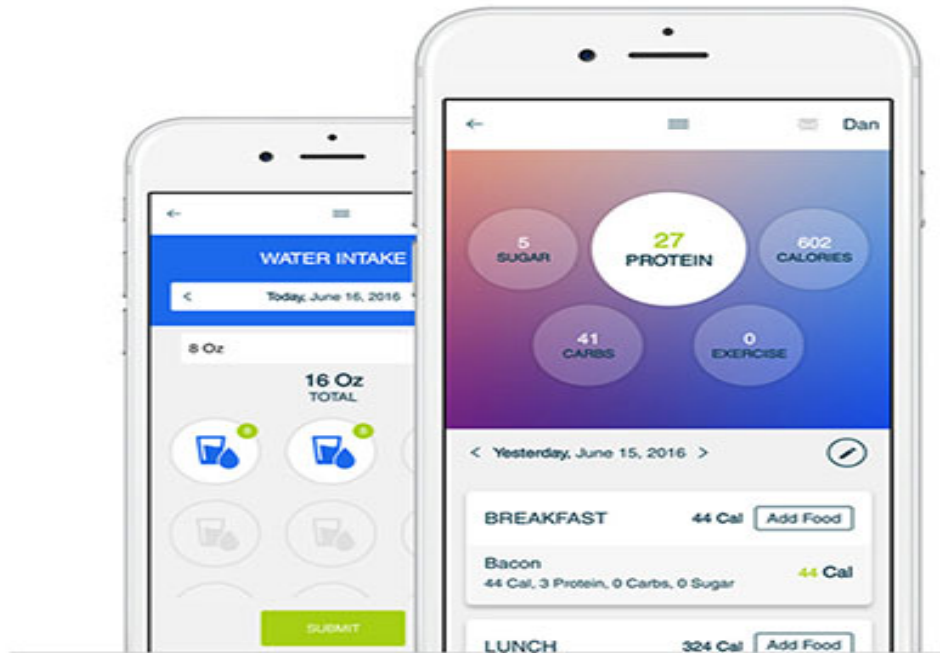 WATER INTAKE
Today, June 16, 2016
8 Oz
16 Oz
TOTAL
8
8
SUBMIT
Dan
5
SUGAR
27
PROTEIN
602
CALORIES
41
CARBS
0
EXERCISE
Yesterday, June 15, 2016
BREAKFAST
44 Cal
Add Food
Bacon
44 Cal, 3 Protein, 0 Carbs, 0 Sugar
44 Cal
LUNCH
324 Cal
Add Food